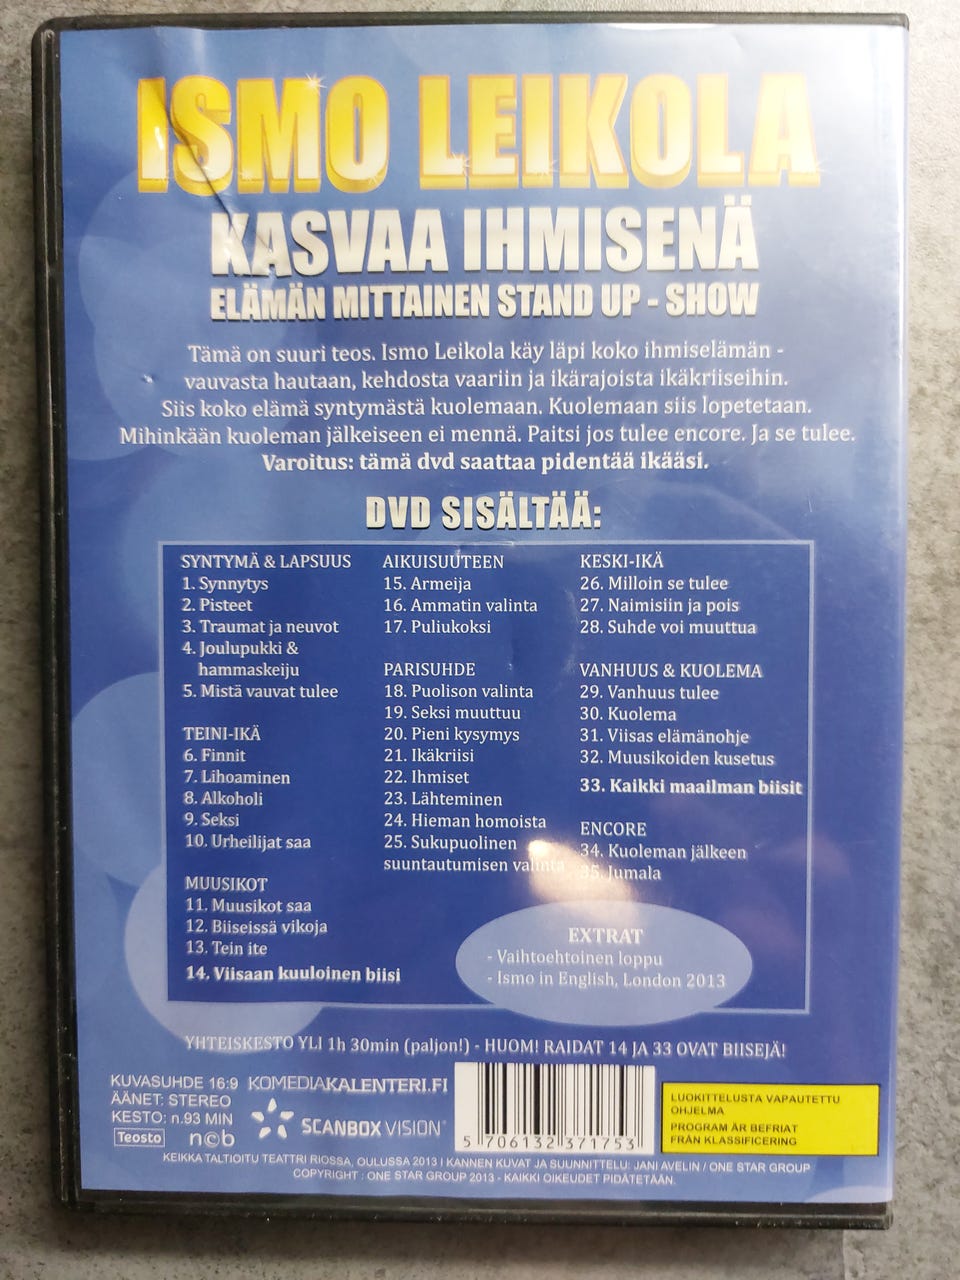 ISMO LEIKOLA
KASVAA IHMISENÄ
ELÄMÄN MITTAINEN STAND UP - SHOW
Tämä on suuri teos. Ismo Leikola käy läpi koko ihmiselämän -
vauvasta hautaan, kehdosta vaariin ja ikärajoista ikäkriiseihin.
Siis koko elämä syntymästä kuolemaan. Kuolemaan siis lopetetaan.
Mihinkään kuoleman jälkeiseen ei mennä. Paitsi jos tulee encore. Ja se tulee.
Varoitus: tämä dvd saattaa pidentää ikääsi.
DVD SISÄLTÄÄ:
SYNTYMÄ & LAPSUUS
1. Synnytys
2. Pisteet
3. Traumat ja neuvot
4. Joulupukki &
hammaskeiju
5. Mistä vauvat tulee
TEINI-IKÄ
6. Finnit
7. Lihoaminen
8. Alkoholi
9. Seksi
10. Urheilijat saa
MUUSIKOT
11. Muusikot saa
12. Biiseissä vikoja
13. Tein ite
14. Viisaan kuuloinen biisi
AIKUISUUTEEN
15. Armeija
16. Ammatin valinta
17. Puliukoksi
PARISUHDE
18. Puolison valinta
19. Seksi muuttuu
20. Pieni kysymys
21. Ikäkriisi
22. Ihmiset
23. Lähteminen
24. Hieman homoista
25. Sukupuolinen
suuntautumisen valinta
KESKI-IKÄ
26. Milloin se tulee
27. Naimisiin ja pois
28. Suhde voi muuttua
VANHUUS & KUOLEMA
29. Vanhuus tulee
30. Kuolema
31. Viisas elämänohje
32. Muusikoiden kusetus
33. Kaikki maailman biisit
ENCORE
34. Kuoleman jälkeen
35. Jumala
EXTRAT
- Vaihtoehtoinen loppu
- Ismo in English, London 2013
YHTEISKESTO YLI 1h 30min (paljon!) - HUOM! RAIDAT 14 JA 33 OVAT BIISEJÄ!
KUVASUHDE 16:9
ÄÄNET: STEREO
KESTO: n.93 MIN
Teosto ncb
KOMEDIAKALENTERI.FI
SCANBOX VISION
5 706132 371753
LUOKITTELUSTA VAPAUTETTU
OHJELMA
PROGRAM ÄR BEFRIAT
FRÅN KLASSIFICERING
KEIKKA TALTIOITU TEATTRI RIOSSA, OULUSSA 2013 I KANNEN KUVAT JA SUUNNITTELU: JANI AVELIN / ONE STAR GROUP
COPYRIGHT : ONE STAR GROUP 2013 - KAIKKI OIKEUDET PIDÄTETÄÄN.